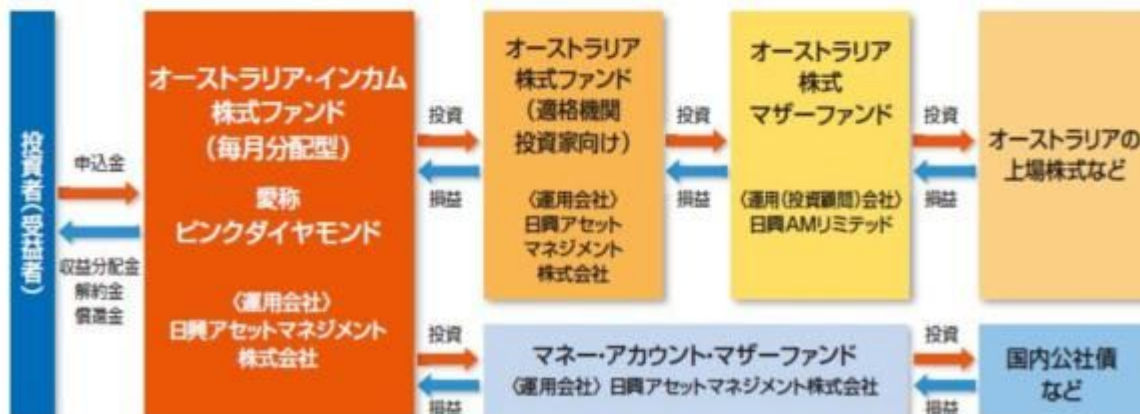 投資者(受益者)
申込金
収益分配金
解約金
償還金
オーストラリア・インカム
株式ファンド
(毎月分配型)
愛称
ピンクダイヤモンド
〈運用会社〉
日興アセットマネジメント
株式会社
投資
損益
オーストラリア
株式ファンド
(適格機関
投資家向け)
〈運用会社〉
日興アセット
マネジメント
株式会社
投資
損益
オーストラリア
株式
マザーファンド
〈運用(投資顧問)会社〉
日興AMリミテッド
投資
損益
オーストラリアの
上場株式など
投資
損益
マネー・アカウント・マザーファンド
〈運用会社〉日興アセットマネジメント株式会社
投資
損益
国内公社債
など